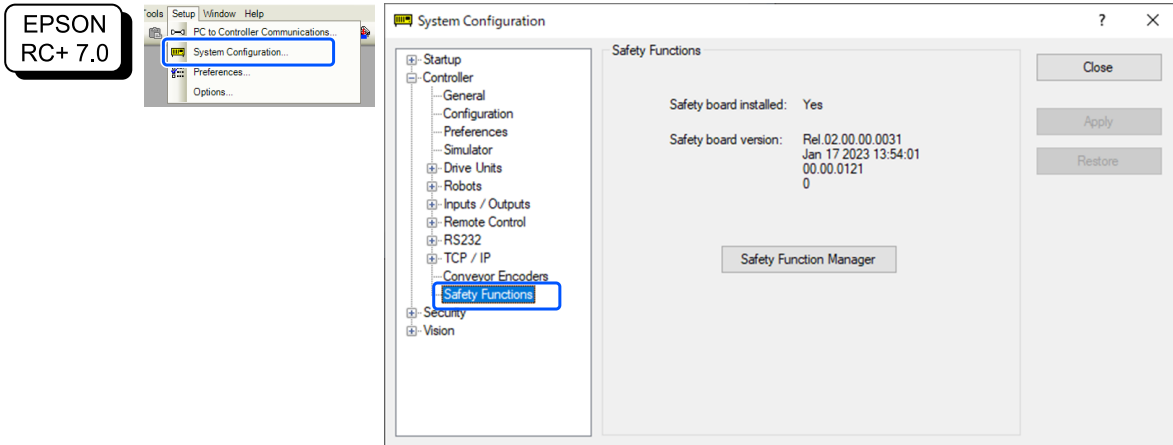 EPSON
RC+ 7.0
ools Setup Window Help
PC to Controller Communications...
System Configuration...
Preferences...
Options...
System Configuration
?
Startup
Controller
General
Configuration
Preferences
Simulator
Drive Units
Robots
Inputs / Outputs
Remote Control
RS232
TCP / IP
Conveyor Encoders
Safety Functions
Security
Vision
Safety Functions
Safety board installed: Yes
Safety board version: Rel.02.00.00.0031
Jan 17 2023 13:54:01
00.00.0121
0
Safety Function Manager
Close
Apply
Restore